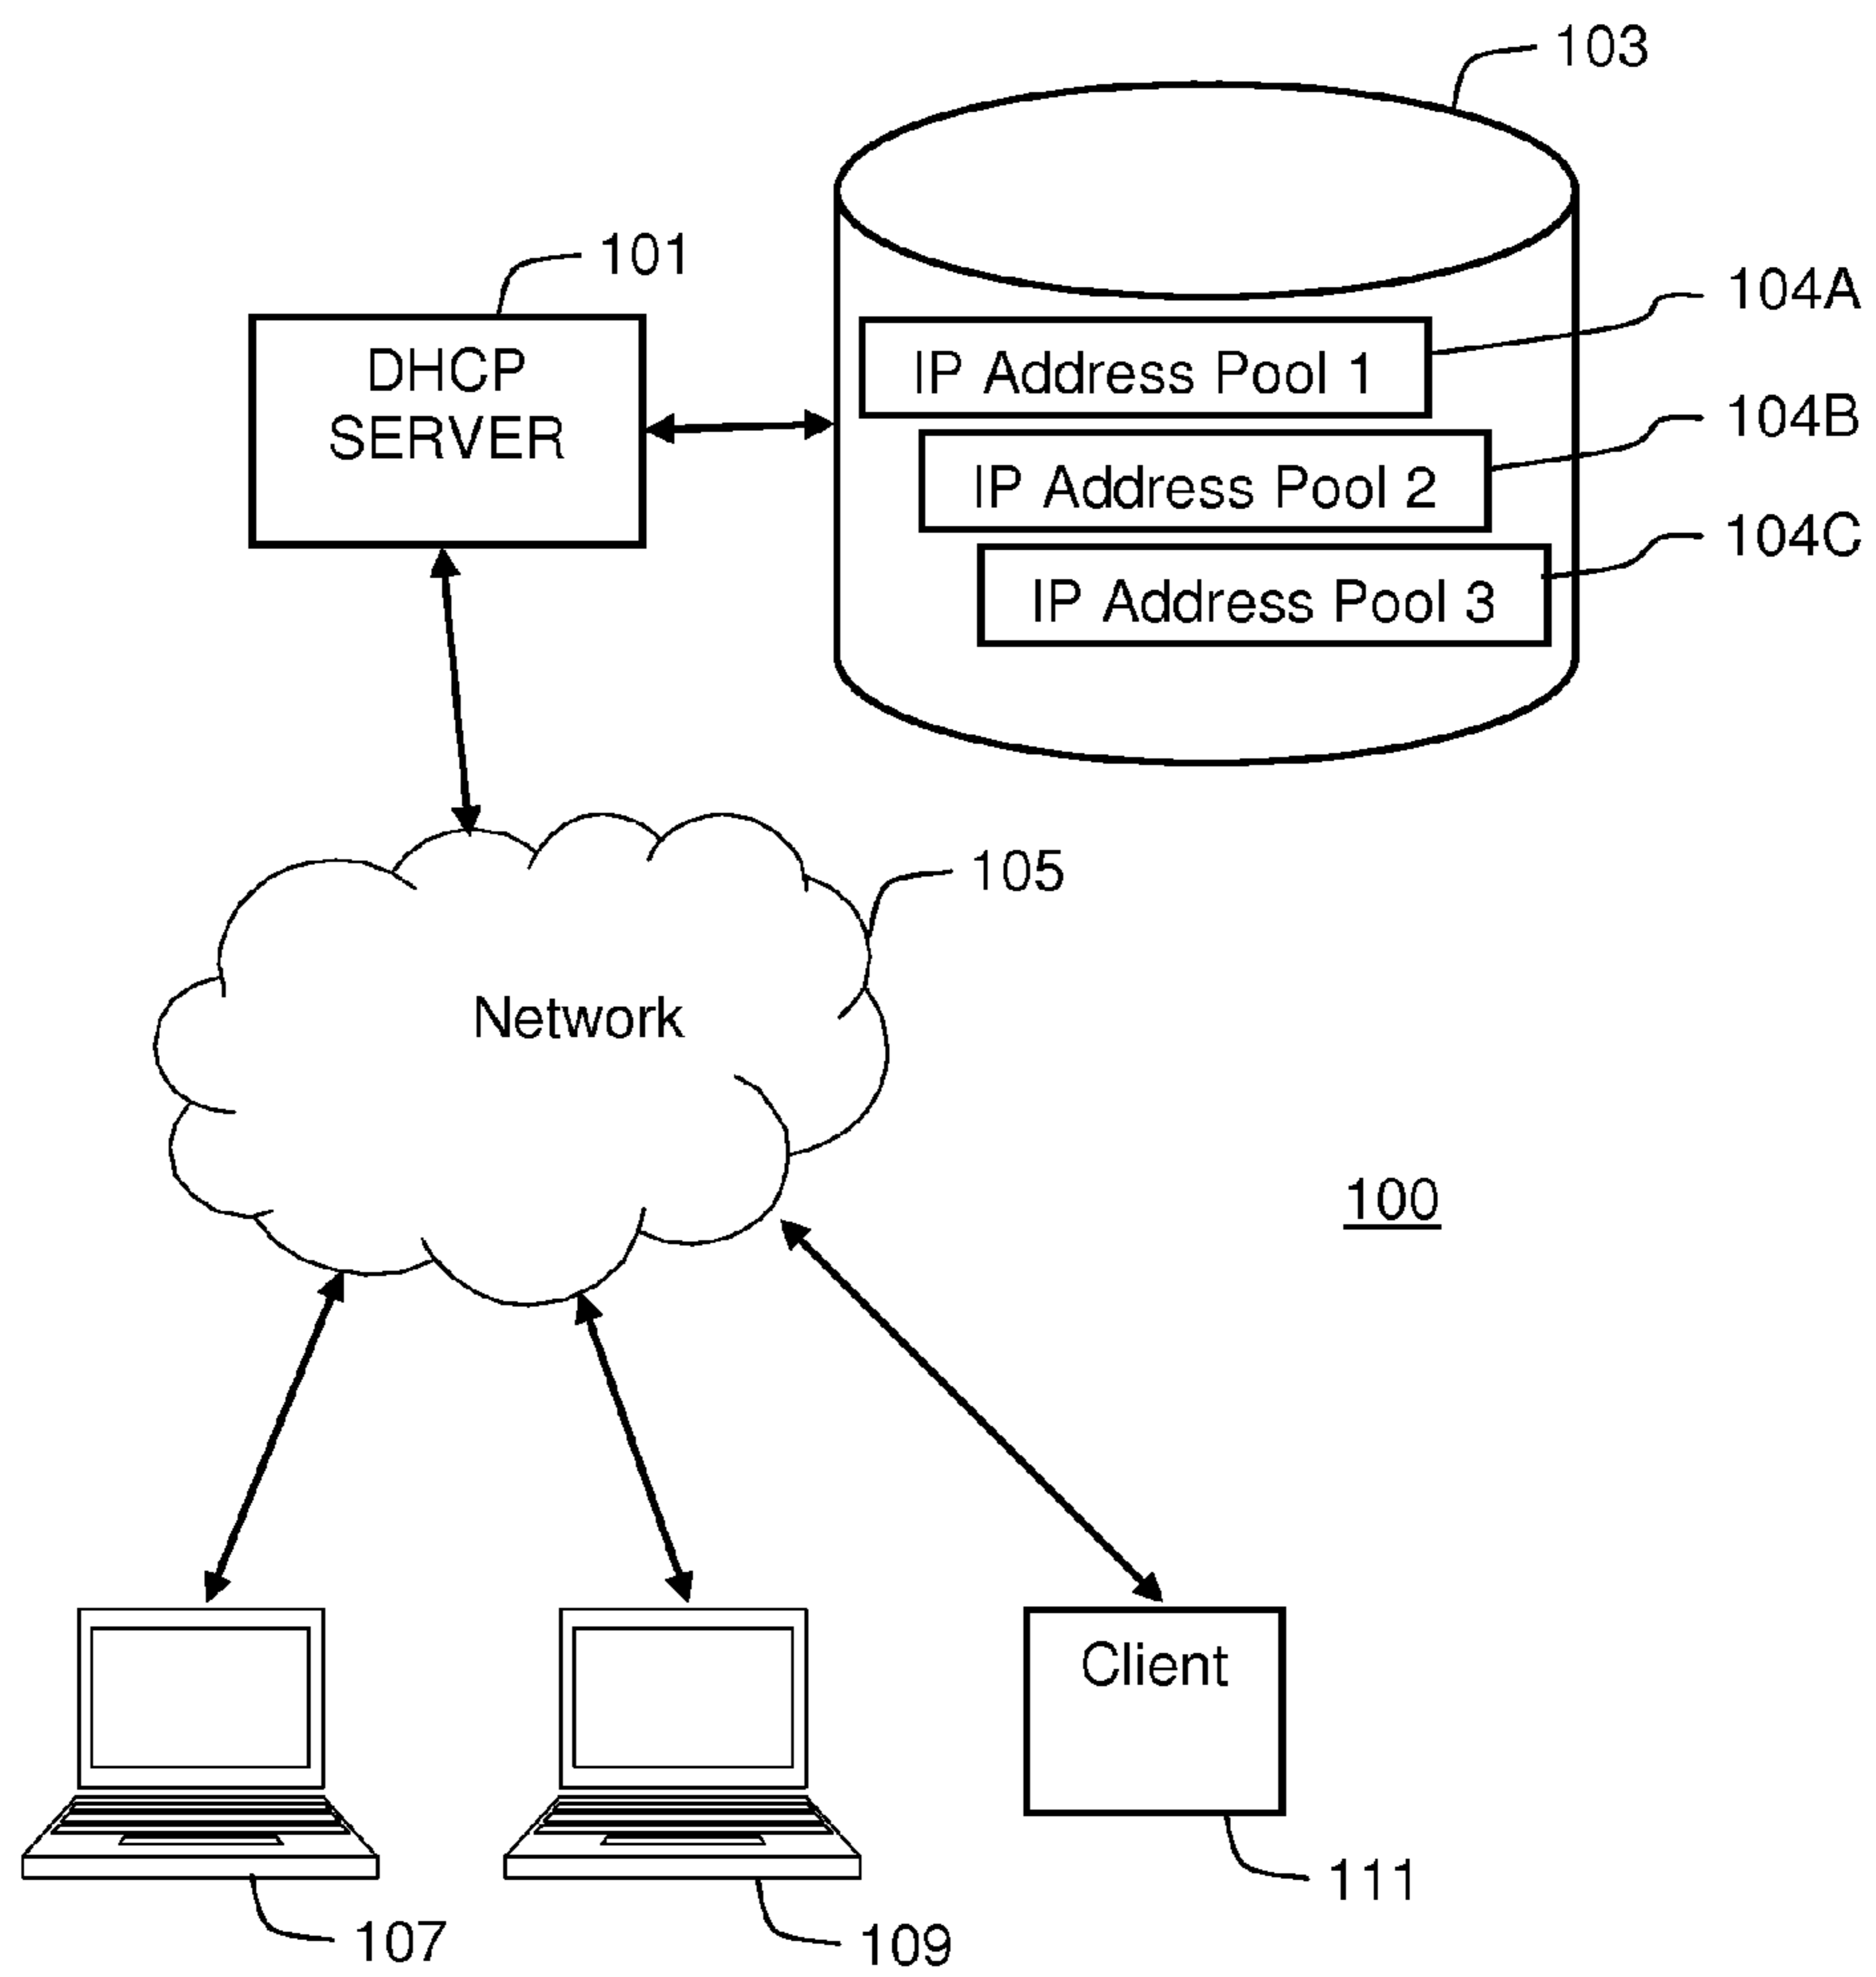 103
101
DHCP
SERVER
104A
IP Address Pool 1
104B
IP Address Pool 2
104C
IP Address Pool 3
105
Network
100
Client
111
107
109